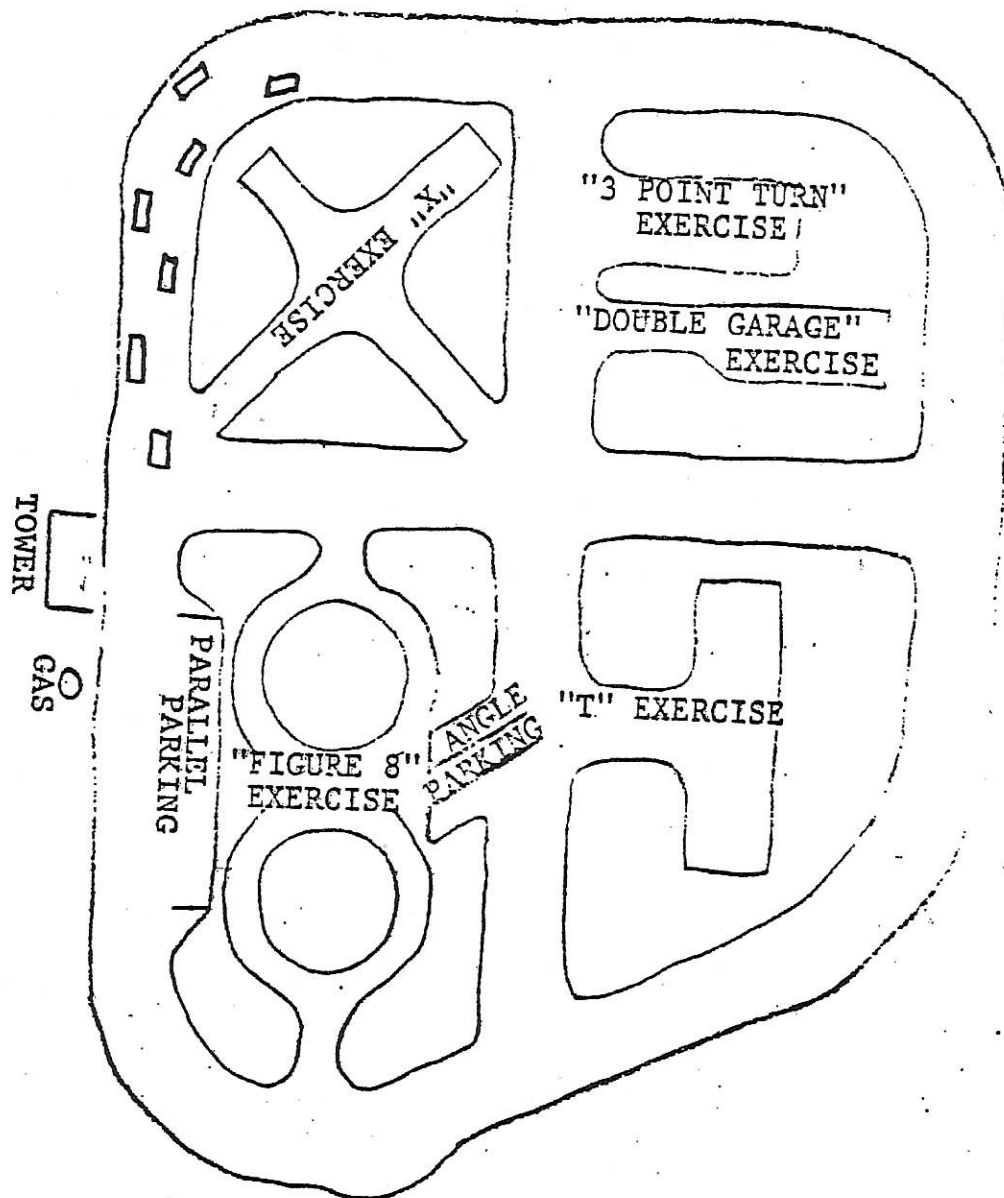 "X" EXERCISE
"3 POINT TURN"
EXERCISE
"DOUBLE GARAGE"
EXERCISE
TOWER
GAS
PARALLEL
PARKING
"FIGURE 8"
EXERCISE
ANGLE
PARKING
"T" EXERCISE